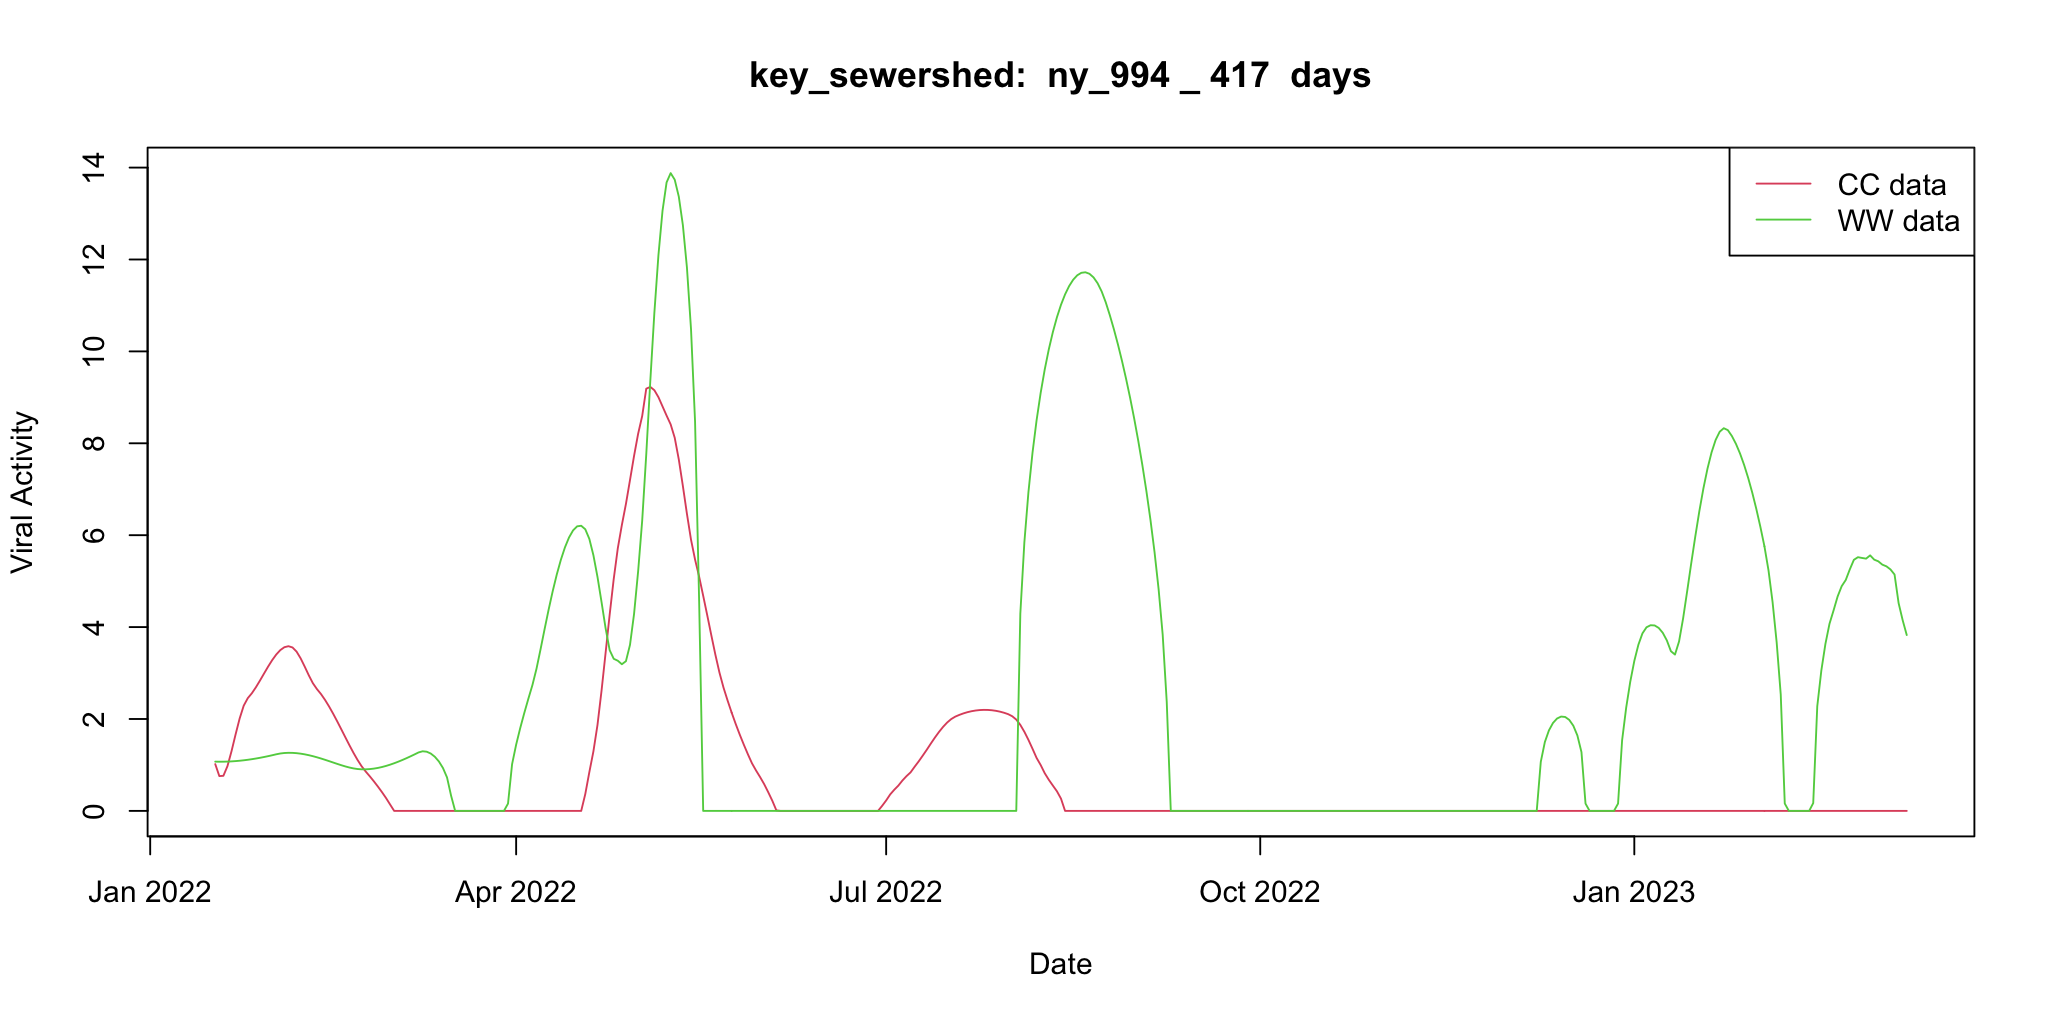 key_sewershed:  ny_994 _ 417  days
CC data
WW data
Viral Activity
14
12
10
8
6
4
2
0
Jan 2022
Apr 2022
Jul 2022
Oct 2022
Jan 2023
Date